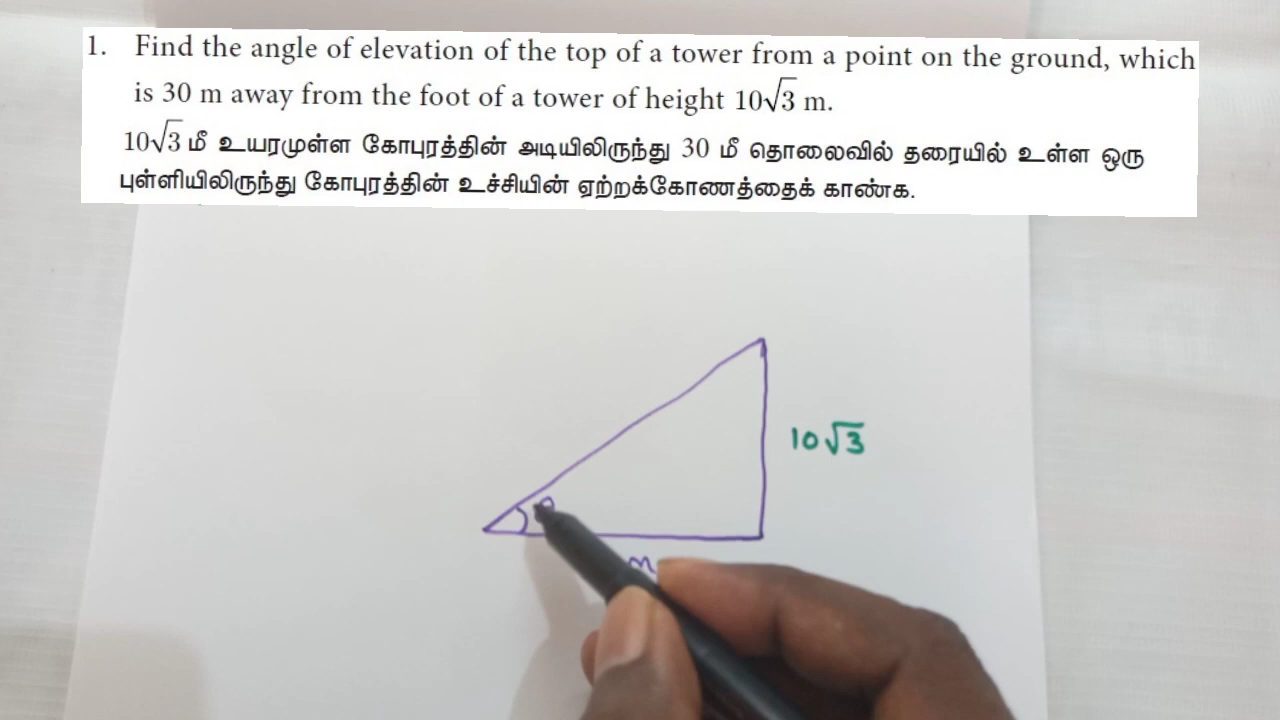 1. Find the angle of elevation of the top of a tower from a point on the ground, which
is 30 m away from the foot of a tower of height 10√3 m.
10√3 மீ உயரமுள்ள கோபுரத்தின் அடியிலிருந்து 30 மீ தொலைவில் தரையில் உள்ள ஒரு
புள்ளியிலிருந்து கோபுரத்தின் உச்சியின் ஏற்றக்கோணத்தைக் காண்க.
10√3
m